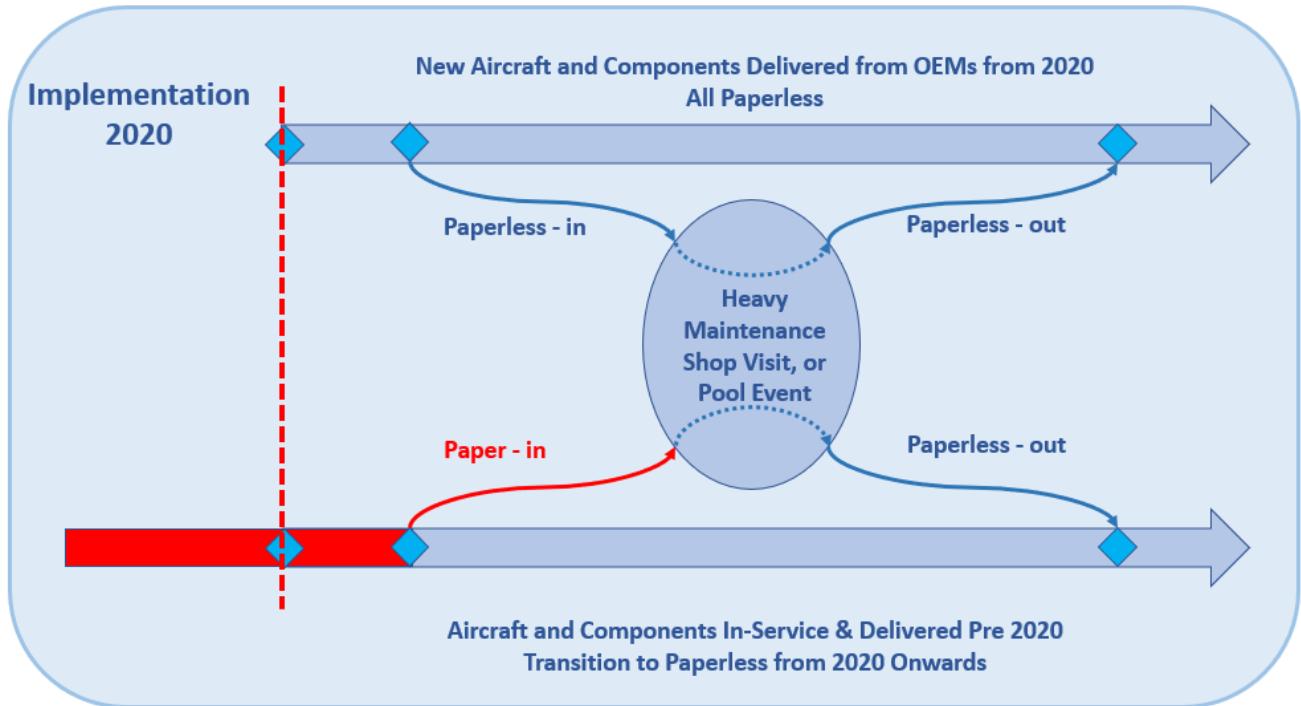 New Aircraft and Components Delivered from OEMs from 2020
All Paperless
Implementation
2020
Paperless - in
Paperless - out
Heavy
Maintenance
Shop Visit, or
Pool Event
Paper - in
Paperless - out
Aircraft and Components In-Service & Delivered Pre 2020
Transition to Paperless from 2020 Onwards